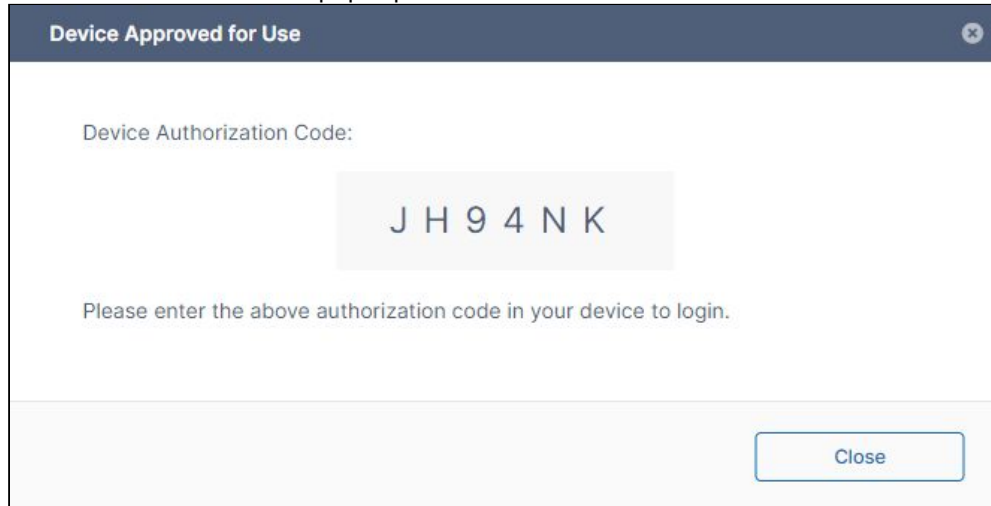 Device Approved for Use
Device Authorization Code:
J H 9 4 N K
Please enter the above authorization code in your device to login.
Close